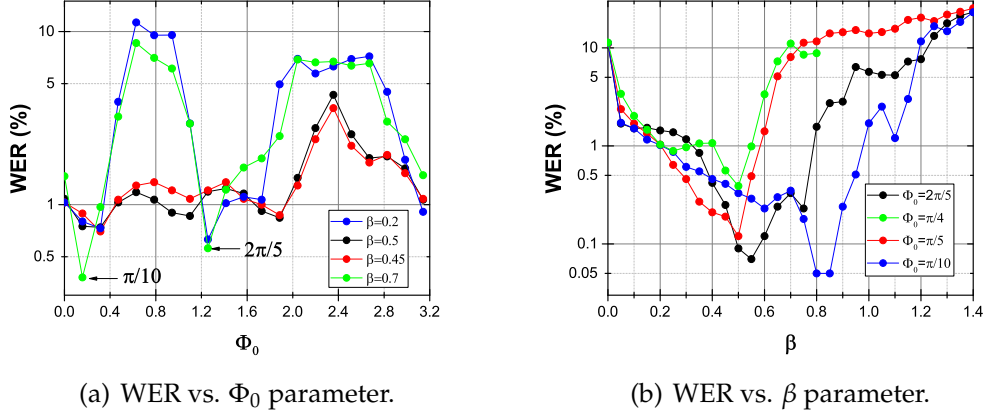 10
5
1
0.5
WER (%)
0.0 0.4 0.8 1.2 1.6 2.0 2.4 2.8 3.2
Φ₀
π/10
2π/5
β=0.2
β=0.5
β=0.45
β=0.7
(a) WER vs. Φ₀ parameter.
10
5
1
0.5
0.1
0.05
WER (%)
0.0 0.2 0.4 0.6 0.8 1.0 1.2 1.4
β
Φ₀=2π/5
Φ₀=π/4
Φ₀=π/5
Φ₀=π/10
(b) WER vs. β parameter.